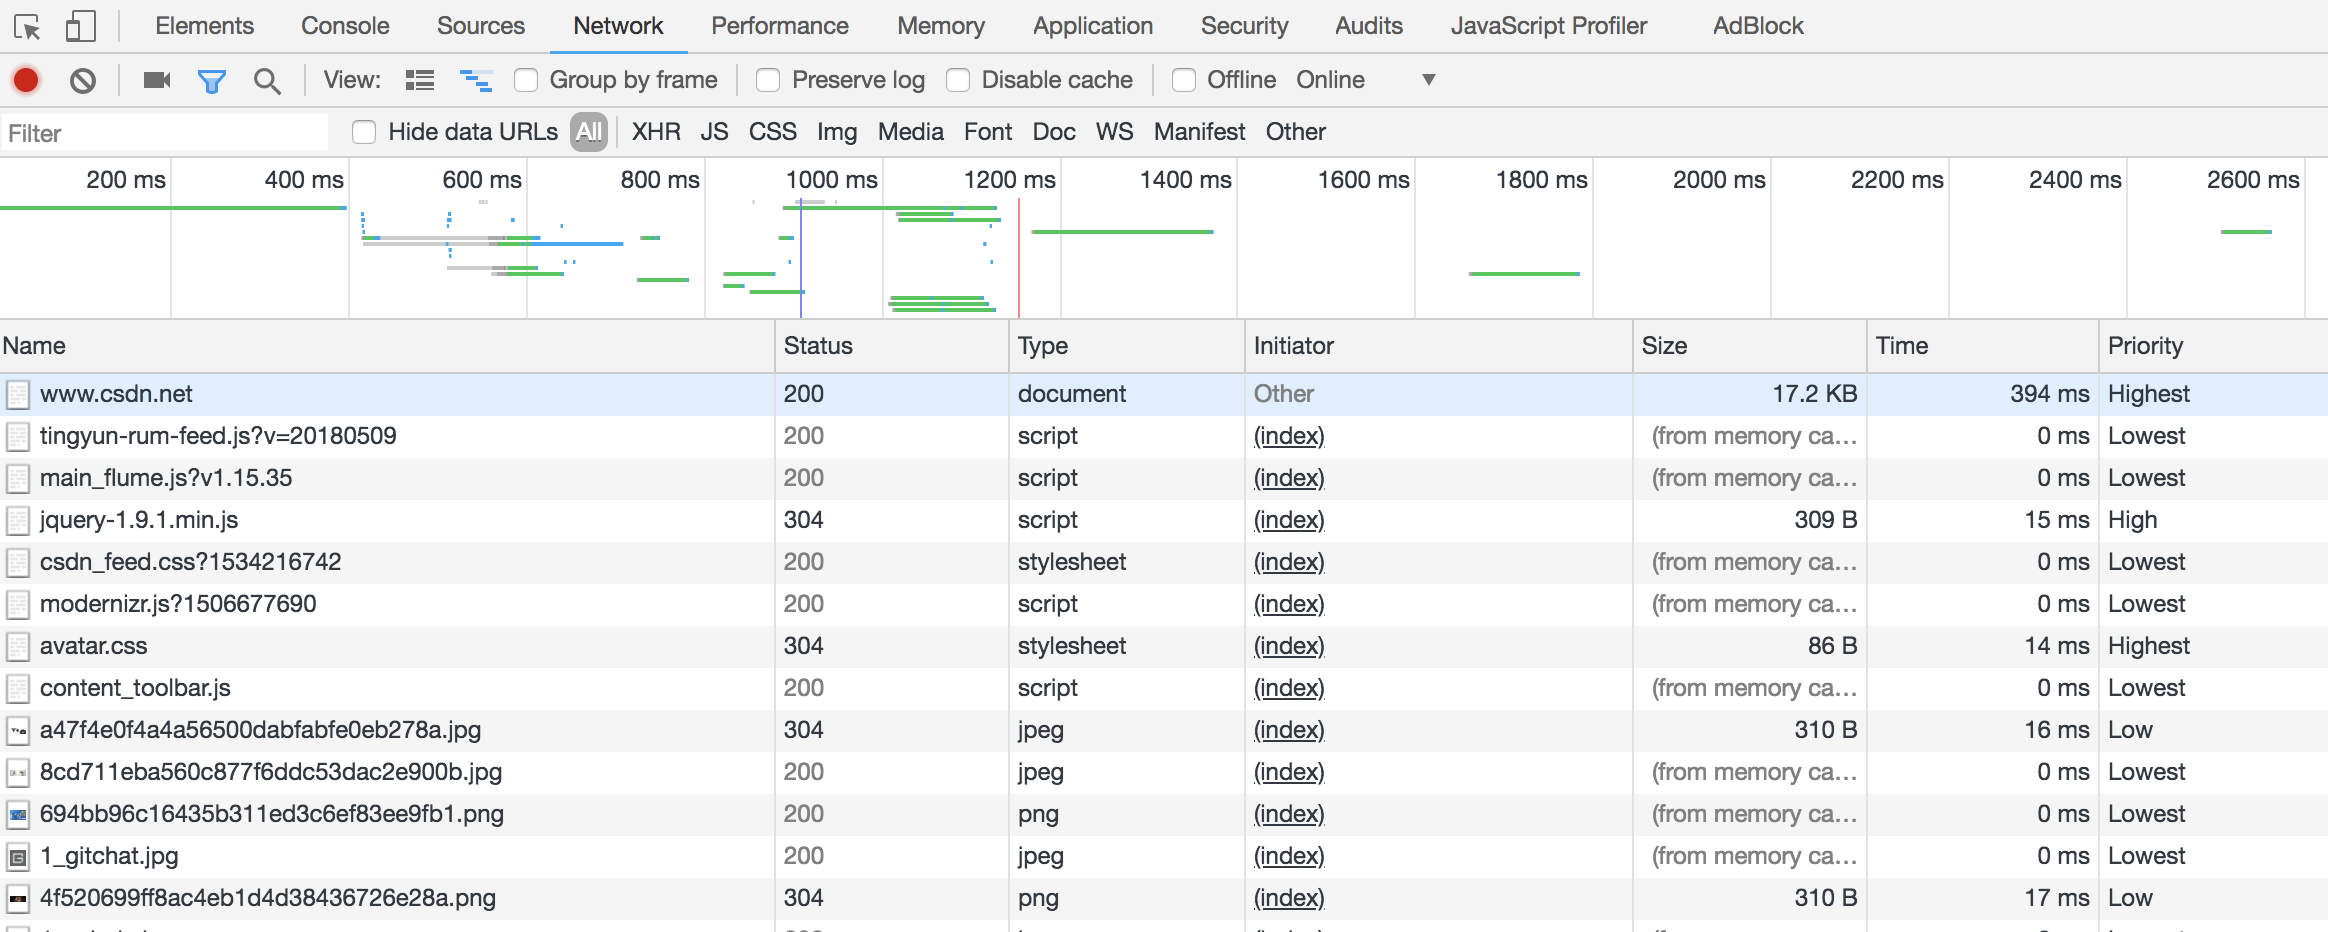 Elements Console Sources Network Performance Memory Application Security Audits JavaScript Profiler AdBlock
View: Group by frame Preserve log Disable cache Offline Online
Filter Hide data URLs All XHR JS CSS Img Media Font Doc WS Manifest Other
200 ms 400 ms 600 ms 800 ms 1000 ms 1200 ms 1400 ms 1600 ms 1800 ms 2000 ms 2200 ms 2400 ms 2600 ms
Name Status Type Initiator Size Time Priority
www.csdn.net 200 document Other 17.2 KB 394 ms Highest
tingyun-rum-feed.js?v=20180509 200 script (index) (from memory ca… 0 ms Lowest
main_flume.js?v1.15.35 200 script (index) (from memory ca… 0 ms Lowest
jquery-1.9.1.min.js 304 script (index) 309 B 15 ms High
csdn_feed.css?1534216742 200 stylesheet (index) (from memory ca… 0 ms Lowest
modernizr.js?1506677690 200 script (index) (from memory ca… 0 ms Lowest
avatar.css 304 stylesheet (index) 86 B 14 ms Highest
content_toolbar.js 200 script (index) (from memory ca… 0 ms Lowest
a47f4e0f4a4a56500dabfabfe0eb278a.jpg 304 jpeg (index) 310 B 16 ms Low
8cd711eba560c877f6ddc53dac2e900b.jpg 200 jpeg (index) (from memory ca… 0 ms Lowest
694bb96c16435b311ed3c6ef83ee9fb1.png 200 png (index) (from memory ca… 0 ms Lowest
1_gitchat.jpg 200 jpeg (index) (from memory ca… 0 ms Lowest
4f520699ff8ac4eb1d4d38436726e28a.png 304 png (index) 310 B 17 ms Low